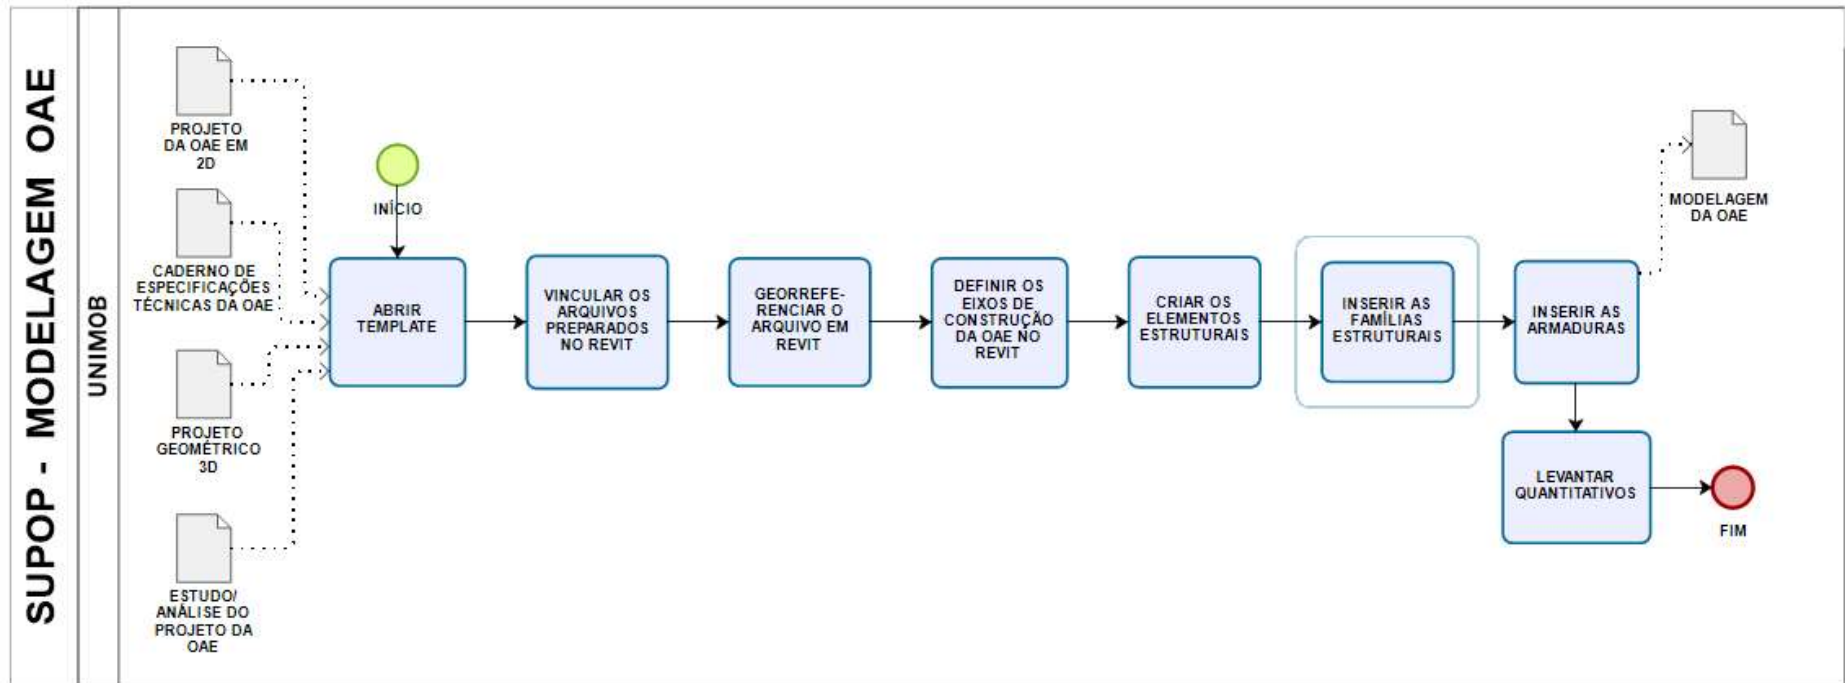 SUPOP - MODELAGEM OAE
UNIMOB
PROJETO
DA OAE EM
2D
CADERNO DE
ESPECIFICAÇÕES
TÉCNICAS DA OAE
PROJETO
GEOMÉTRICO
3D
ESTUDO/
ANÁLISE DO
PROJETO DA
OAE
INÍCIO
ABRIR
TEMPLATE
VINCULAR OS
ARQUIVOS
PREPARADOS
NO REVIT
GEORREFE-
RENCIAR O
ARQUIVO EM
REVIT
DEFINIR OS
EIXOS DE
CONSTRUÇÃO
DA OAE NO
REVIT
CRIAR OS
ELEMENTOS
ESTRUTURAIS
INSERIR AS
FAMÍLIAS
ESTRUTURAIS
INSERIR AS
ARMADURAS
MODELAGEM
DA OAE
LEVANTAR
QUANTITATIVOS
FIM